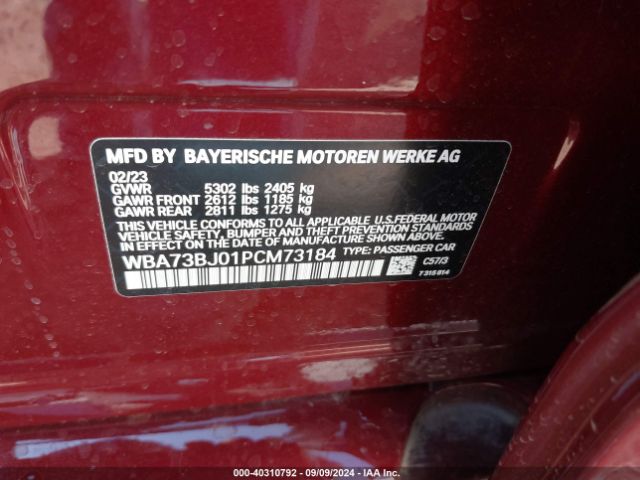 MFD BY BAYERISCHE MOTOREN WERKE AG
02/23
GVWR 5302 lbs 2405 kg
GAWR FRONT 2612 lbs 1185 kg
GAWR REAR 2811 lbs 1275 kg
THIS VEHICLE CONFORMS TO ALL APPLICABLE U.S.FEDERAL MOTOR
VEHICLE SAFETY, BUMPER AND THEFT PREVENTION STANDARDS
IN EFFECT ON THE DATE OF MANUFACTURE SHOWN ABOVE.
WBA73BJ01PCM73184 TYPE: PASSENGER CAR
C57/3
7315814
000-40310792 - 09/09/2024 - IAA Inc.